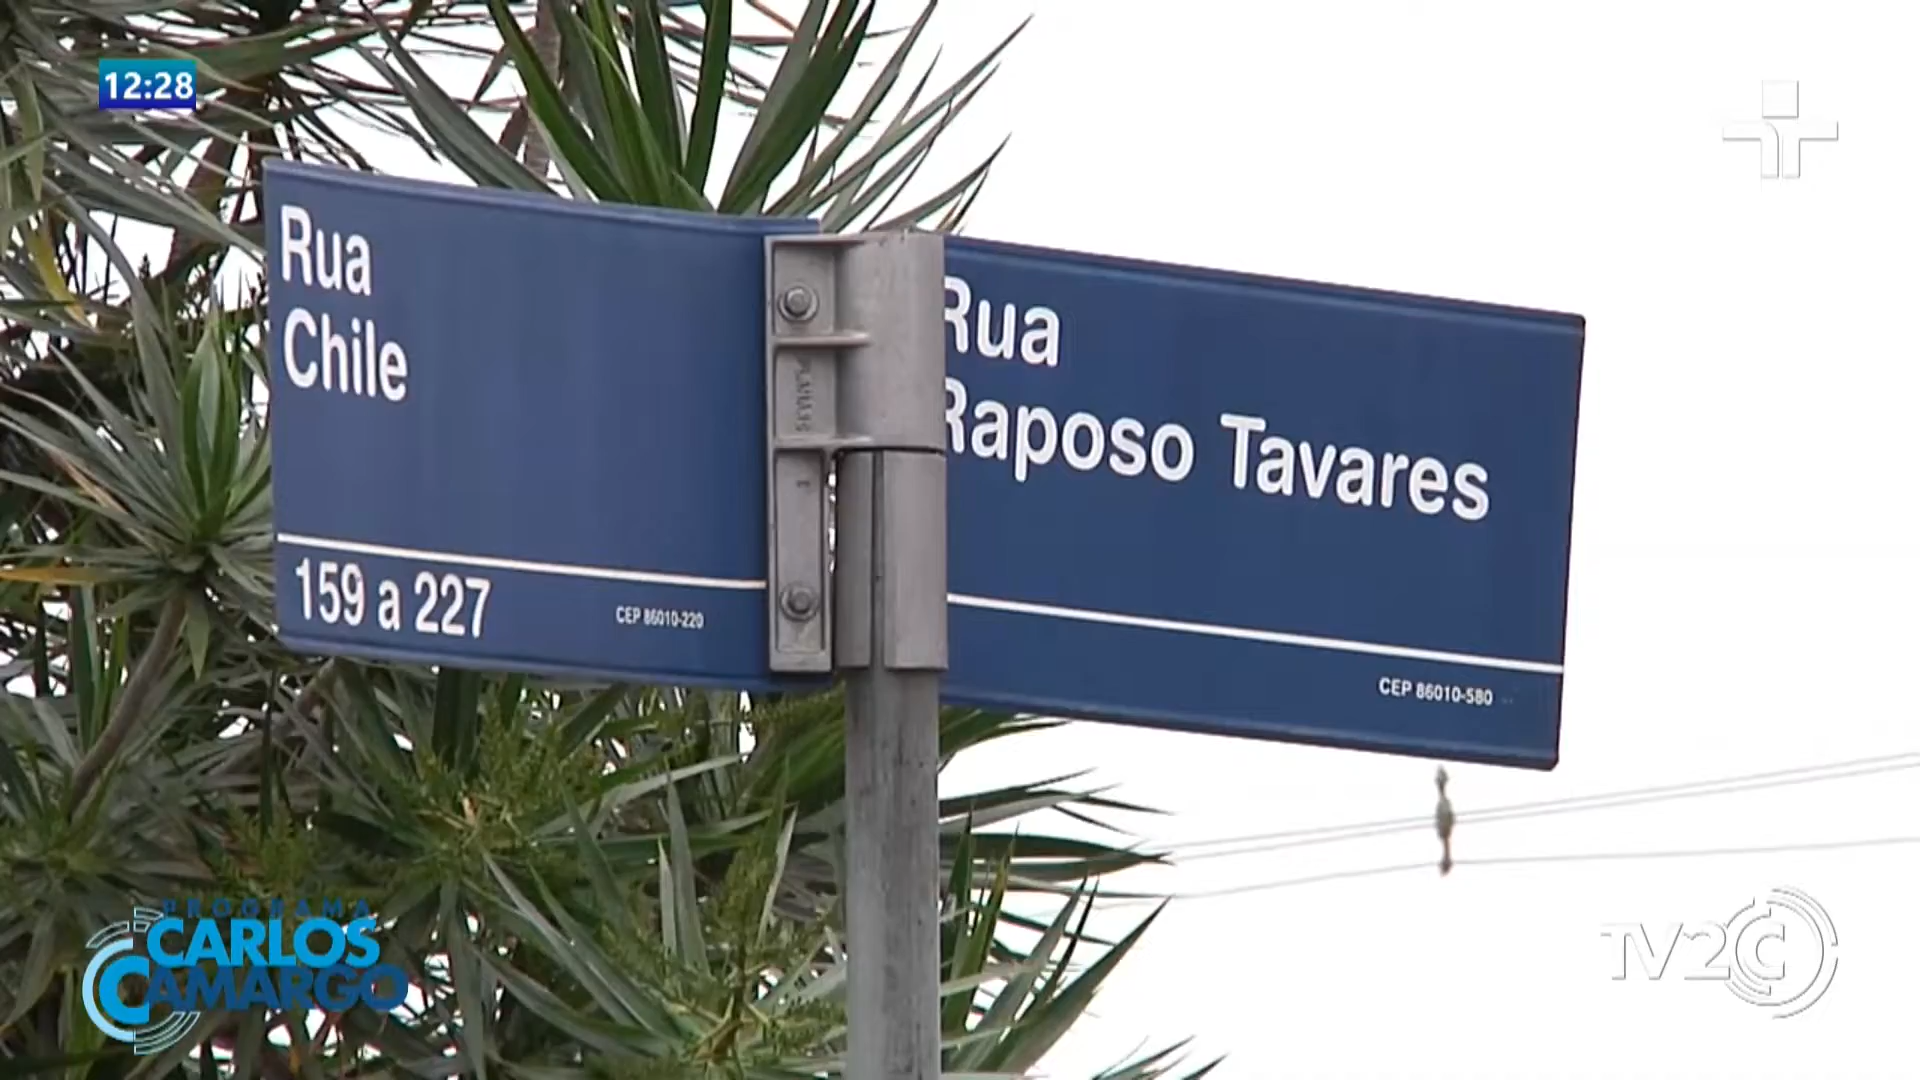 12:28
Rua
Chile
159 a 227
CEP 86010-220
Rua
Raposo Tavares
CEP 86010-580
PROGRAMA
CARLOS
CAMARGO
TV2C